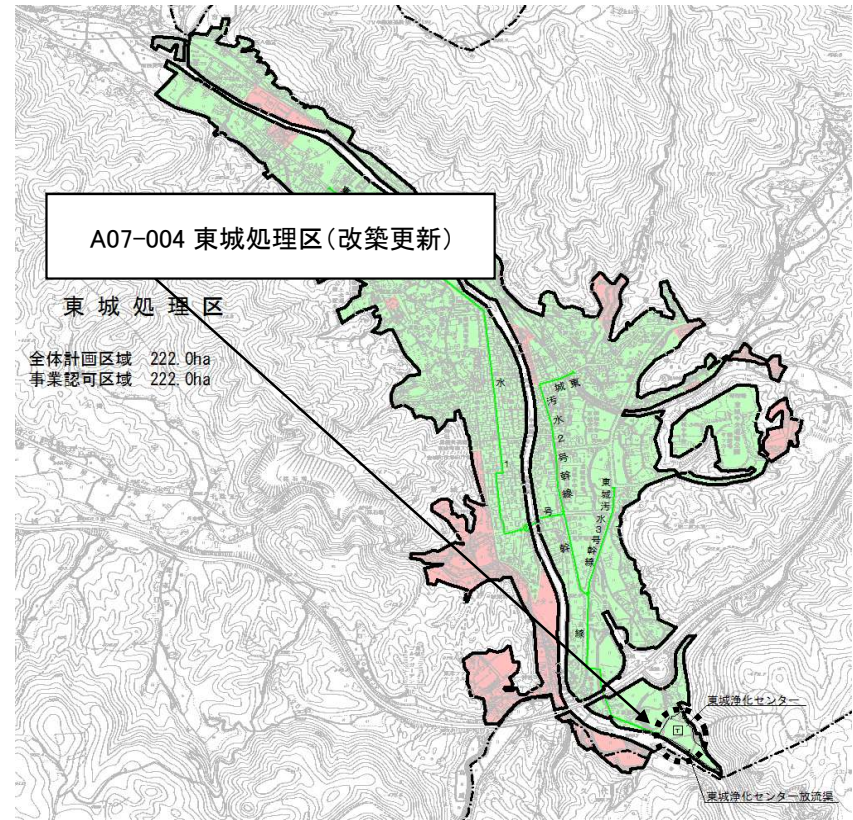 A07-004 東城処理区（改築更新）
東城処理区
全体計画区域 222.0ha
事業認可区域 222.0ha
水
1
号
幹
線
東
城
汚
水
2
号
幹
線
東城汚水3号幹線
東城浄化センター
T
東城浄化センター放流渠